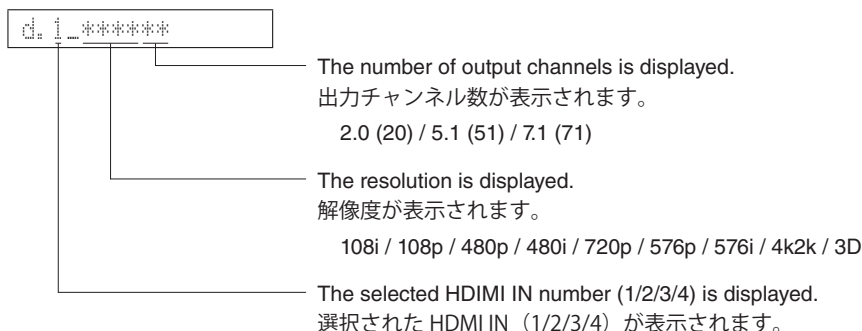 d.1_******
The number of output channels is displayed.
出力チャンネル数が表示されます。
2.0 (20) / 5.1 (51) / 7.1 (71)
The resolution is displayed.
解像度が表示されます。
108i / 108p / 480p / 480i / 720p / 576p / 576i / 4k2k / 3D
The selected HDIMI IN number (1/2/3/4) is displayed.
選択された HDMI IN（1/2/3/4）が表示されます。